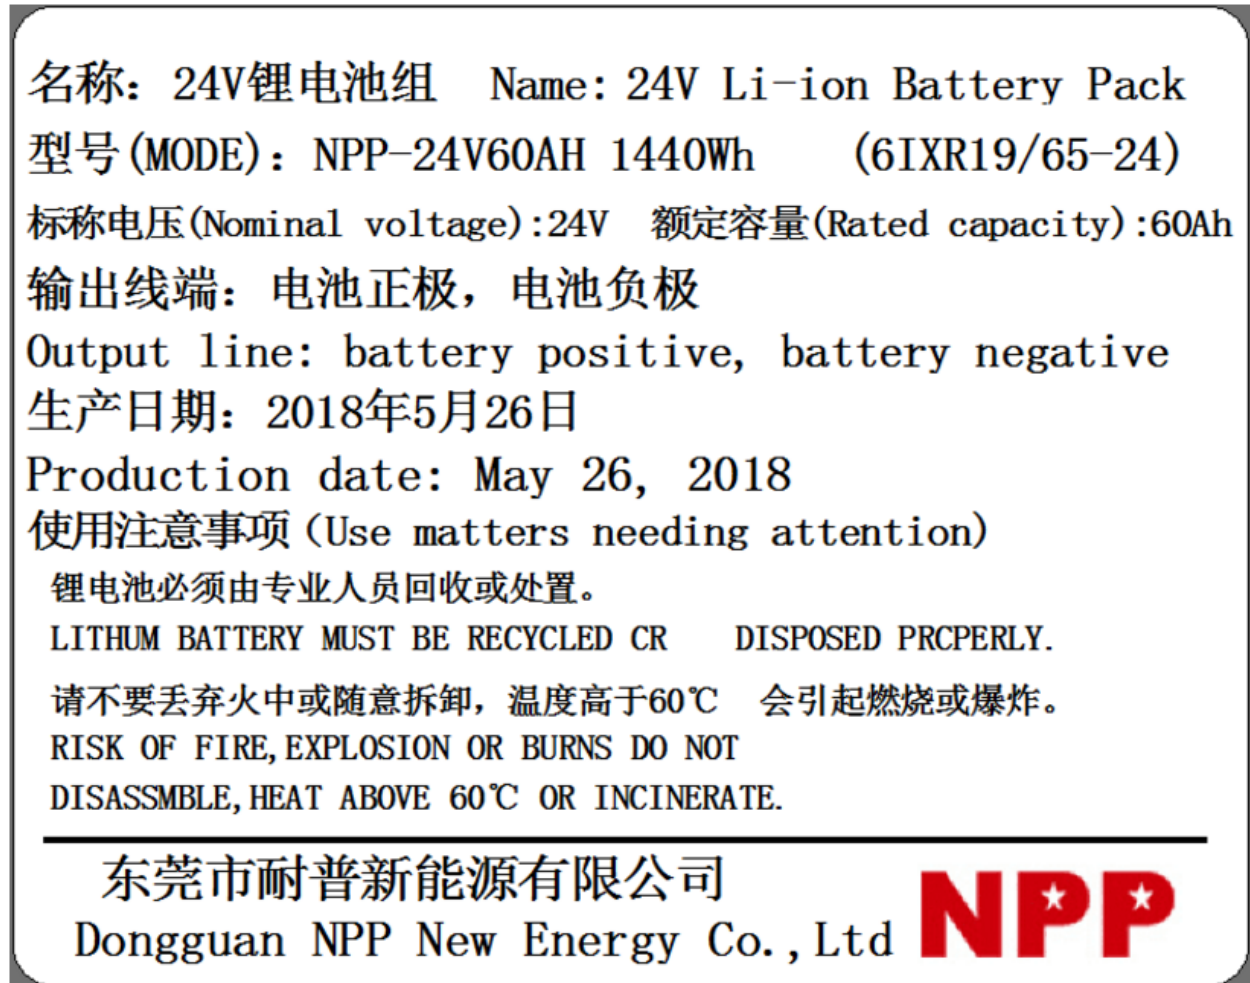 名称：24V锂电池组 Name: 24V Li-ion Battery Pack
型号(MODE)：NPP-24V60AH 1440Wh (6IXR19/65-24)
标称电压(Nominal voltage):24V 额定容量(Rated capacity):60Ah
输出线端：电池正极，电池负极
Output line: battery positive, battery negative
生产日期：2018年5月26日
Production date: May 26, 2018
使用注意事项(Use matters needing attention)
锂电池必须由专业人员回收或处置。
LITHUM BATTERY MUST BE RECYCLED CR DISPOSED PRCPERLY.
请不要丢弃火中或随意拆卸，温度高于60℃ 会引起燃烧或爆炸。
RISK OF FIRE,EXPLOSION OR BURNS DO NOT
DISASSMBLE,HEAT ABOVE 60℃ OR INCINERATE.
东莞市耐普新能源有限公司
Dongguan NPP New Energy Co.,Ltd
NPP